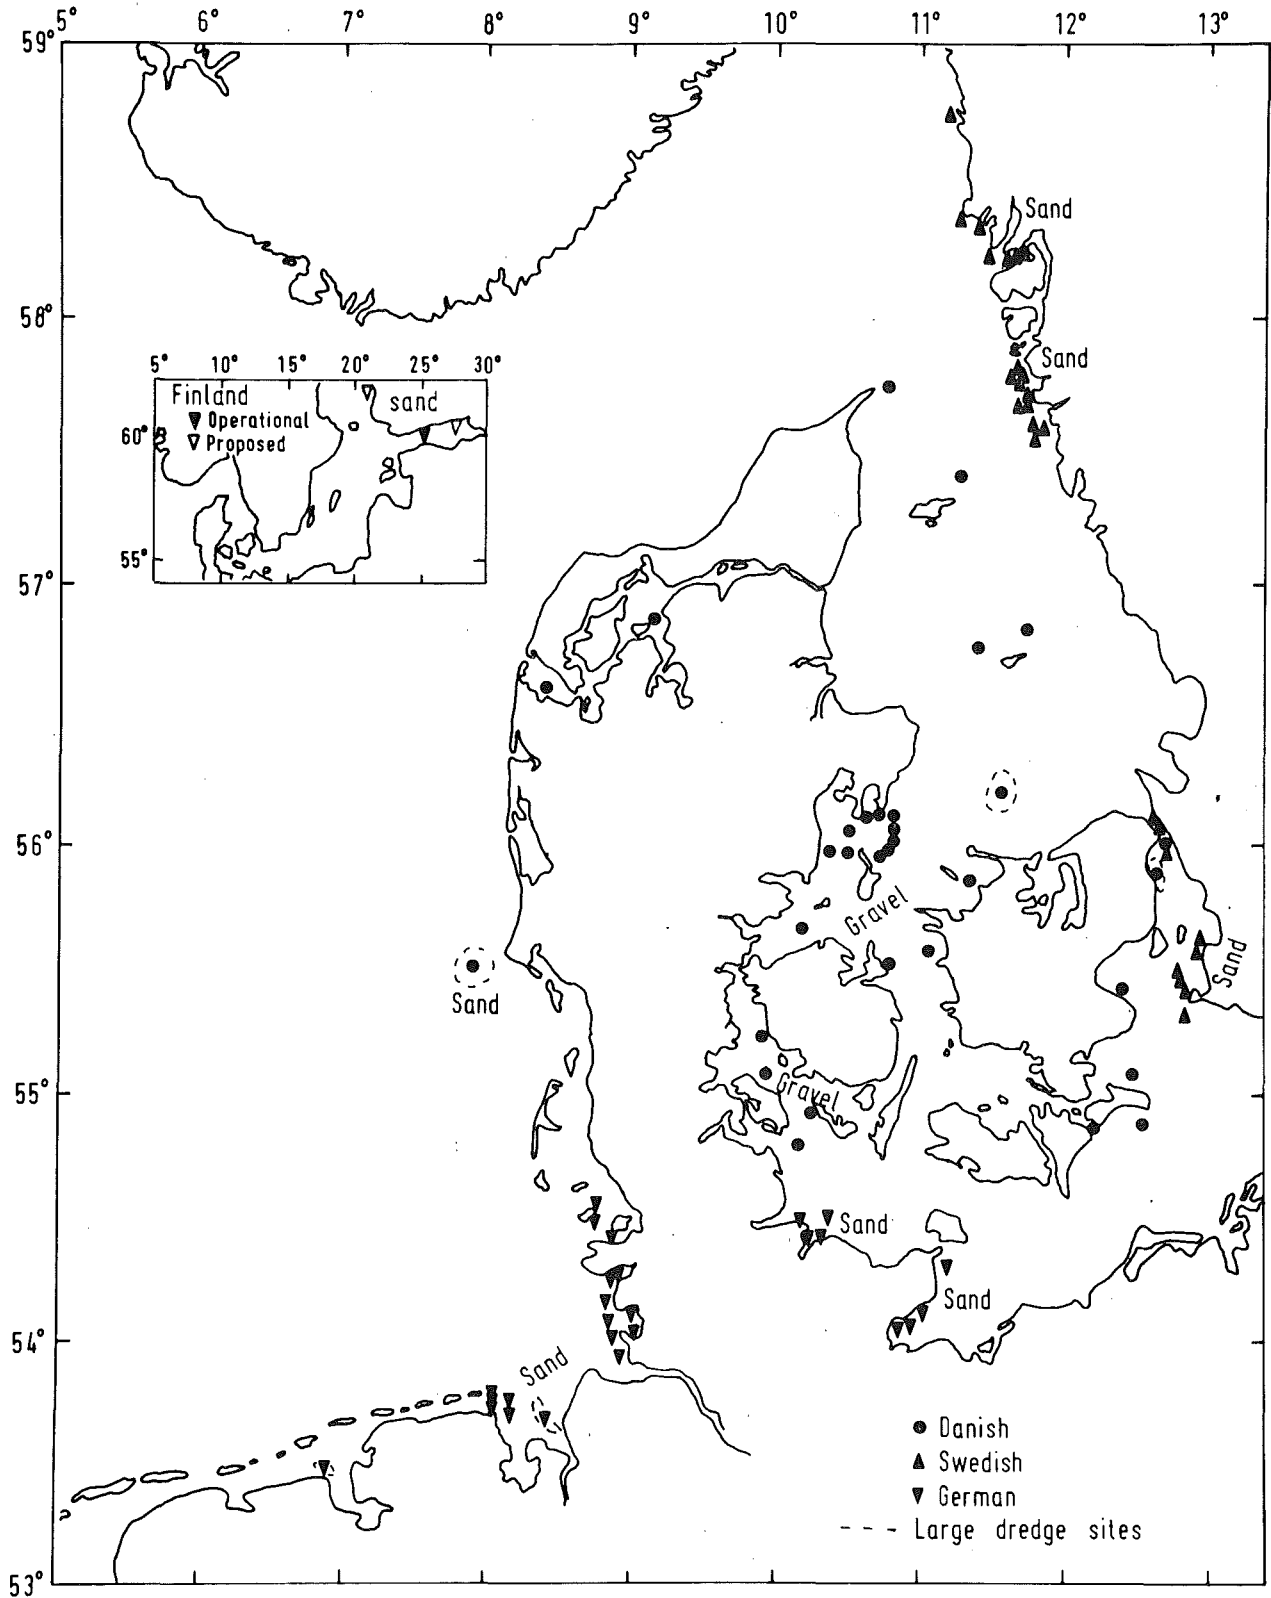 5° 6° 7° 8° 9° 10° 11° 12° 13°
59°
Sand
58°
Sand
5° 10° 15° 20° 25° 30°
Finland
sand
Operational
60°
Proposed
55°
57°
56°
Gravel
Sand
Sand
55°
Gravel
Sand
Sand
54°
Sand
Danish
Swedish
German
Large dredge sites
53°